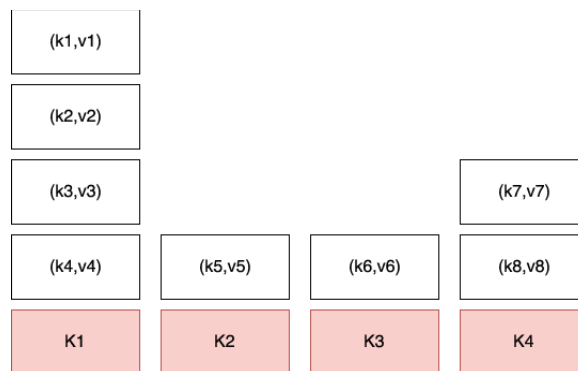 (k1,v1)
(k2,v2)
(k3,v3)
(k7,v7)
(k4,v4)
(k5,v5)
(k6,v6)
(k8,v8)
K1
K2
K3
K4